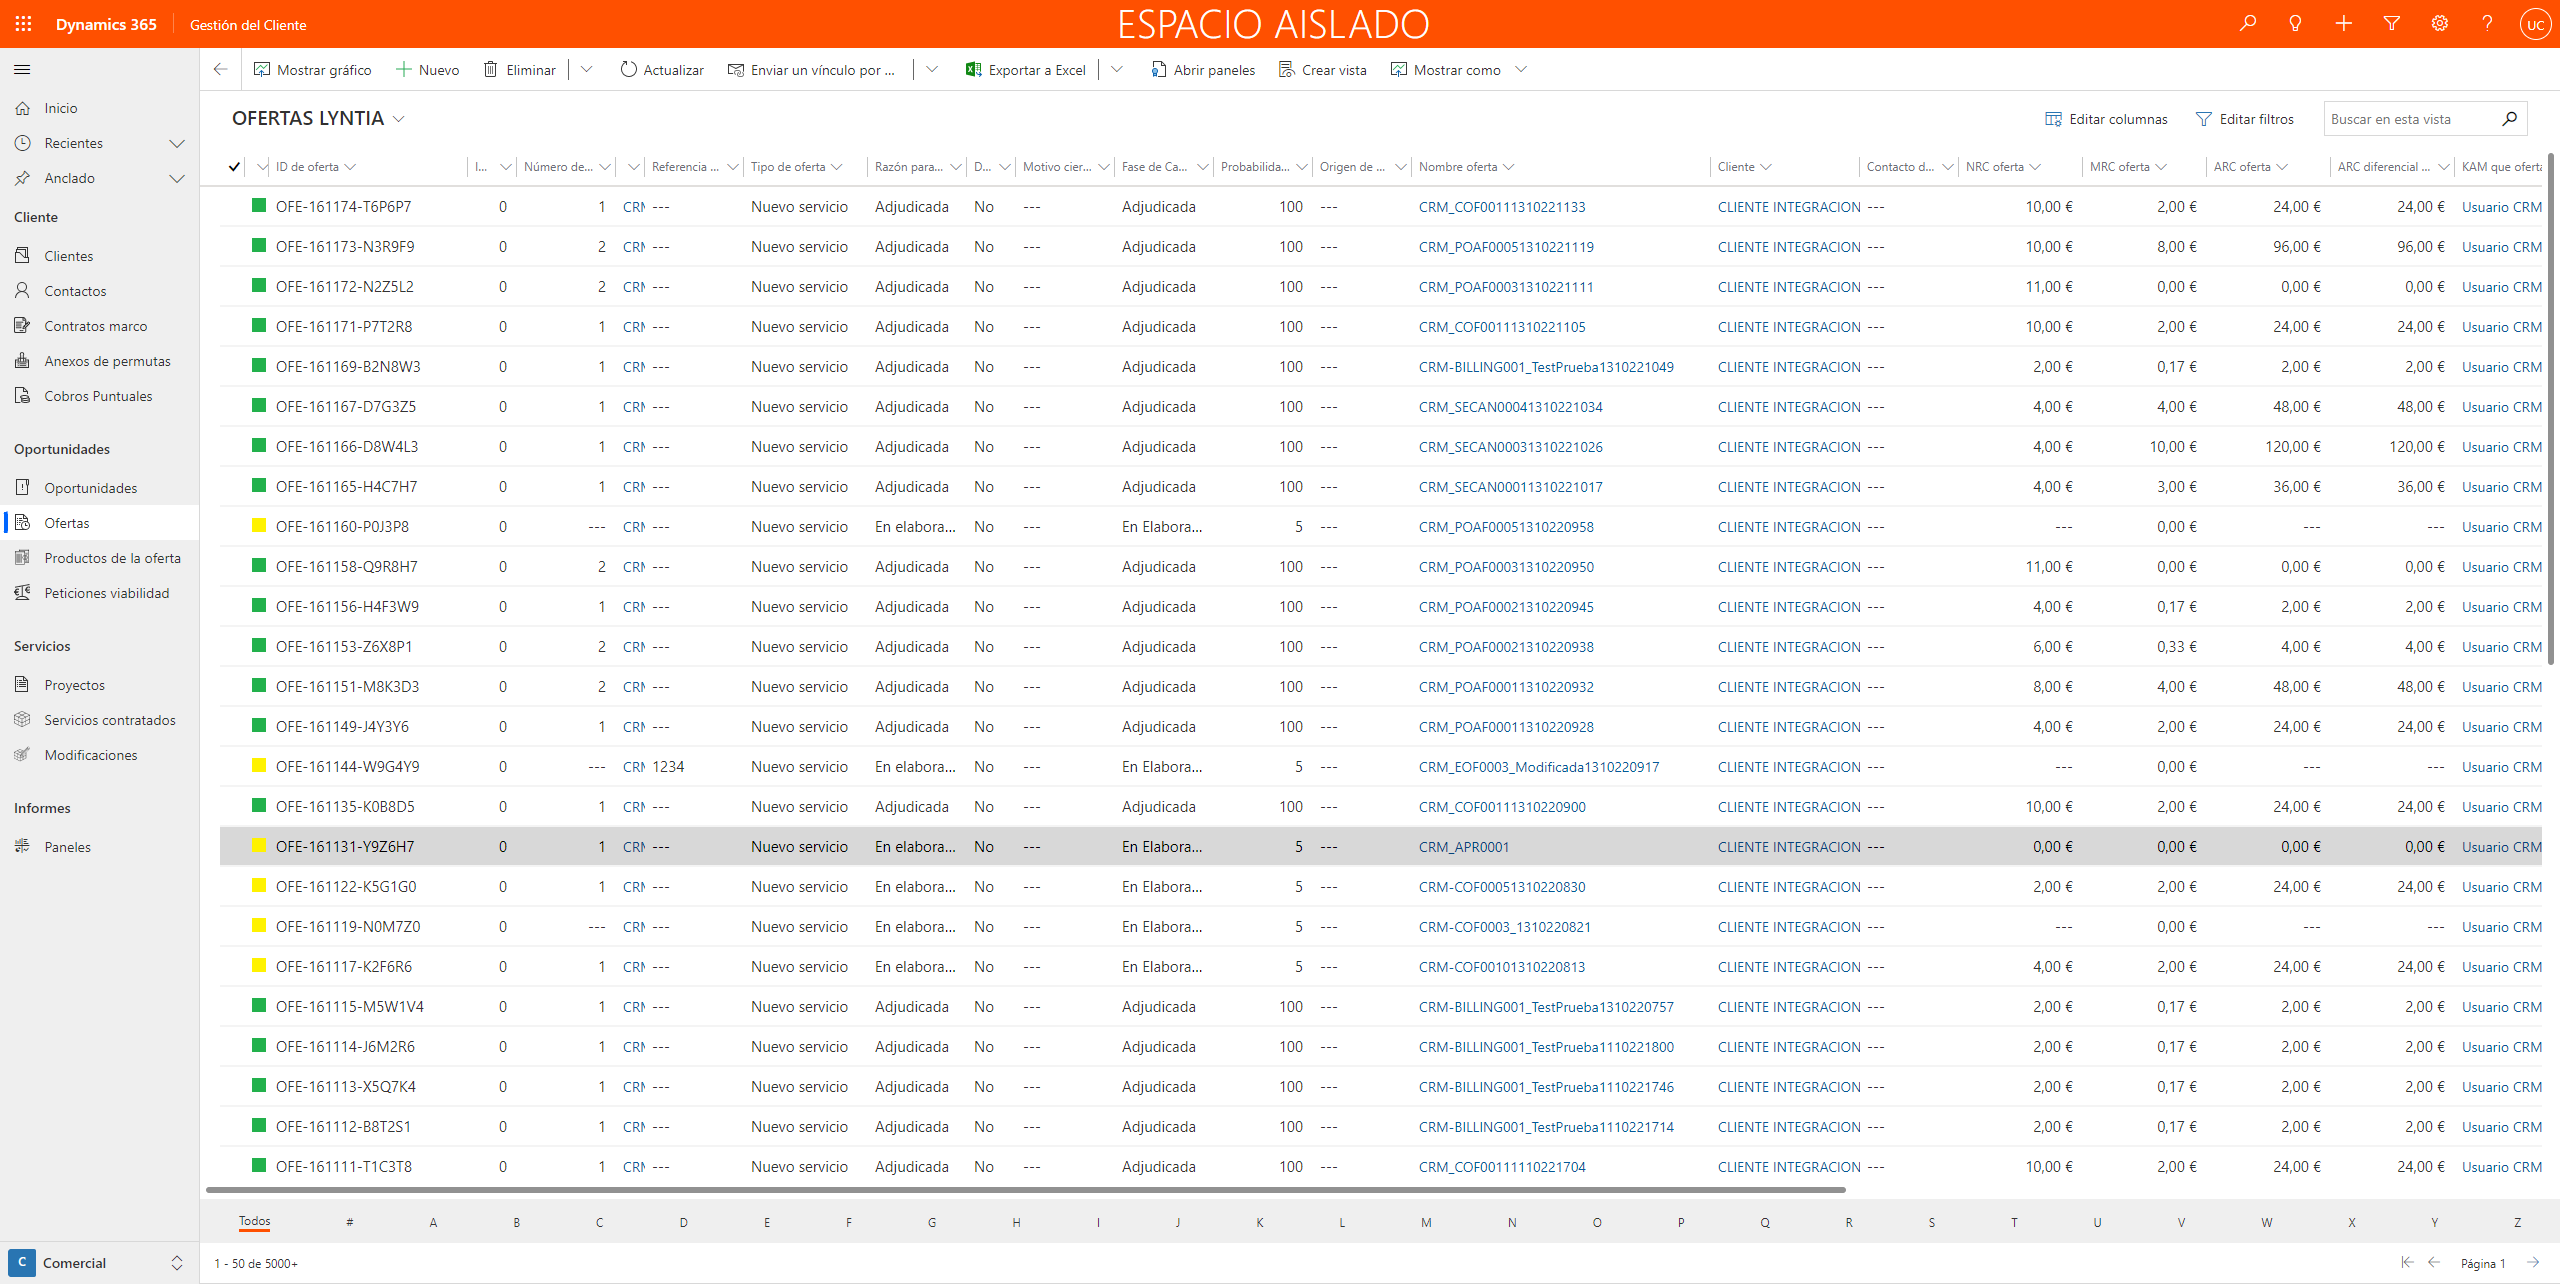 Dynamics 365 Gestión del Cliente ESPACIO AISLADO UC
Mostrar gráfico Nuevo Eliminar Actualizar Enviar un vínculo por ... Exportar a Excel Abrir paneles Crear vista Mostrar como
Inicio
Recientes
Anclado
Cliente
Clientes
Contactos
Contratos marco
Anexos de permutas
Cobros Puntuales
Oportunidades
Oportunidades
Ofertas
Productos de la oferta
Peticiones viabilidad
Servicios
Proyectos
Servicios contratados
Modificaciones
Informes
Paneles
C Comercial
OFERTAS LYNTIA Editar columnas Editar filtros Buscar en esta vista
ID de oferta I... Número de... Referencia ... Tipo de oferta Razón para... D... Motivo cier... Fase de Ca... Probabilida... Origen de ... Nombre oferta Cliente Contacto d... NRC oferta MRC oferta ARC oferta ARC diferencial ... KAM que oferta
OFE-161174-T6P6P7 0 1 CRM --- Nuevo servicio Adjudicada No --- Adjudicada 100 --- CRM_COF00111310221133 CLIENTE INTEGRACION --- 10,00 € 2,00 € 24,00 € 24,00 € Usuario CRM
OFE-161173-N3R9F9 0 2 CRM --- Nuevo servicio Adjudicada No --- Adjudicada 100 --- CRM_POAF00051310221119 CLIENTE INTEGRACION --- 10,00 € 8,00 € 96,00 € 96,00 € Usuario CRM
OFE-161172-N2Z5L2 0 2 CRM --- Nuevo servicio Adjudicada No --- Adjudicada 100 --- CRM_POAF00031310221111 CLIENTE INTEGRACION --- 11,00 € 0,00 € 0,00 € 0,00 € Usuario CRM
OFE-161171-P7T2R8 0 1 CRM --- Nuevo servicio Adjudicada No --- Adjudicada 100 --- CRM_COF00111310221105 CLIENTE INTEGRACION --- 10,00 € 2,00 € 24,00 € 24,00 € Usuario CRM
OFE-161169-B2N8W3 0 1 CRM --- Nuevo servicio Adjudicada No --- Adjudicada 100 --- CRM-BILLING001_TestPrueba1310221049 CLIENTE INTEGRACION --- 2,00 € 0,17 € 2,00 € 2,00 € Usuario CRM
OFE-161167-D7G3Z5 0 1 CRM --- Nuevo servicio Adjudicada No --- Adjudicada 100 --- CRM_SECAN00041310221034 CLIENTE INTEGRACION --- 4,00 € 4,00 € 48,00 € 48,00 € Usuario CRM
OFE-161166-D8W4L3 0 1 CRM --- Nuevo servicio Adjudicada No --- Adjudicada 100 --- CRM_SECAN00031310221026 CLIENTE INTEGRACION --- 4,00 € 10,00 € 120,00 € 120,00 € Usuario CRM
OFE-161165-H4C7H7 0 1 CRM --- Nuevo servicio Adjudicada No --- Adjudicada 100 --- CRM_SECAN00011310221017 CLIENTE INTEGRACION --- 4,00 € 3,00 € 36,00 € 36,00 € Usuario CRM
OFE-161160-P0J3P8 0 --- CRM --- Nuevo servicio En elabora... No --- En Elabora... 5 --- CRM_POAF00051310220958 CLIENTE INTEGRACION --- --- 0,00 € --- --- Usuario CRM
OFE-161158-Q9R8H7 0 2 CRM --- Nuevo servicio Adjudicada No --- Adjudicada 100 --- CRM_POAF00031310220950 CLIENTE INTEGRACION --- 11,00 € 0,00 € 0,00 € 0,00 € Usuario CRM
OFE-161156-H4F3W9 0 1 CRM --- Nuevo servicio Adjudicada No --- Adjudicada 100 --- CRM_POAF00021310220945 CLIENTE INTEGRACION --- 4,00 € 0,17 € 2,00 € 2,00 € Usuario CRM
OFE-161153-Z6X8P1 0 2 CRM --- Nuevo servicio Adjudicada No --- Adjudicada 100 --- CRM_POAF00021310220938 CLIENTE INTEGRACION --- 6,00 € 0,33 € 4,00 € 4,00 € Usuario CRM
OFE-161151-M8K3D3 0 2 CRM --- Nuevo servicio Adjudicada No --- Adjudicada 100 --- CRM_POAF00011310220932 CLIENTE INTEGRACION --- 8,00 € 4,00 € 48,00 € 48,00 € Usuario CRM
OFE-161149-J4Y3Y6 0 1 CRM --- Nuevo servicio Adjudicada No --- Adjudicada 100 --- CRM_POAF00011310220928 CLIENTE INTEGRACION --- 4,00 € 2,00 € 24,00 € 24,00 € Usuario CRM
OFE-161144-W9G4Y9 0 --- CRM 1234 Nuevo servicio En elabora... No --- En Elabora... 5 --- CRM_EOF0003_Modificada1310220917 CLIENTE INTEGRACION --- --- 0,00 € --- --- Usuario CRM
OFE-161135-K0B8D5 0 1 CRM --- Nuevo servicio Adjudicada No --- Adjudicada 100 --- CRM_COF00111310220900 CLIENTE INTEGRACION --- 10,00 € 2,00 € 24,00 € 24,00 € Usuario CRM
OFE-161131-Y9Z6H7 0 1 CRM --- Nuevo servicio En elabora... No --- En Elabora... 5 --- CRM_APR0001 CLIENTE INTEGRACION --- 0,00 € 0,00 € 0,00 € 0,00 € Usuario CRM
OFE-161122-K5G1G0 0 1 CRM --- Nuevo servicio En elabora... No --- En Elabora... 5 --- CRM-COF00051310220830 CLIENTE INTEGRACION --- 2,00 € 2,00 € 24,00 € 24,00 € Usuario CRM
OFE-161119-N0M7Z0 0 --- CRM --- Nuevo servicio En elabora... No --- En Elabora... 5 --- CRM-COF0003_1310220821 CLIENTE INTEGRACION --- --- 0,00 € --- --- Usuario CRM
OFE-161117-K2F6R6 0 1 CRM --- Nuevo servicio En elabora... No --- En Elabora... 5 --- CRM-COF00101310220813 CLIENTE INTEGRACION --- 4,00 € 2,00 € 24,00 € 24,00 € Usuario CRM
OFE-161115-M5W1V4 0 1 CRM --- Nuevo servicio Adjudicada No --- Adjudicada 100 --- CRM-BILLING001_TestPrueba1310220757 CLIENTE INTEGRACION --- 2,00 € 0,17 € 2,00 € 2,00 € Usuario CRM
OFE-161114-J6M2R6 0 1 CRM --- Nuevo servicio Adjudicada No --- Adjudicada 100 --- CRM-BILLING001_TestPrueba1110221800 CLIENTE INTEGRACION --- 2,00 € 0,17 € 2,00 € 2,00 € Usuario CRM
OFE-161113-X5Q7K4 0 1 CRM --- Nuevo servicio Adjudicada No --- Adjudicada 100 --- CRM-BILLING001_TestPrueba1110221746 CLIENTE INTEGRACION --- 2,00 € 0,17 € 2,00 € 2,00 € Usuario CRM
OFE-161112-B8T2S1 0 1 CRM --- Nuevo servicio Adjudicada No --- Adjudicada 100 --- CRM-BILLING001_TestPrueba1110221714 CLIENTE INTEGRACION --- 2,00 € 0,17 € 2,00 € 2,00 € Usuario CRM
OFE-161111-T1C3T8 0 1 CRM --- Nuevo servicio Adjudicada No --- Adjudicada 100 --- CRM_COF00111110221704 CLIENTE INTEGRACION --- 10,00 € 2,00 € 24,00 € 24,00 € Usuario CRM
Todos # A B C D E F G H I J K L M N O P Q R S T U V W X Y Z
1 - 50 de 5000+ Página 1